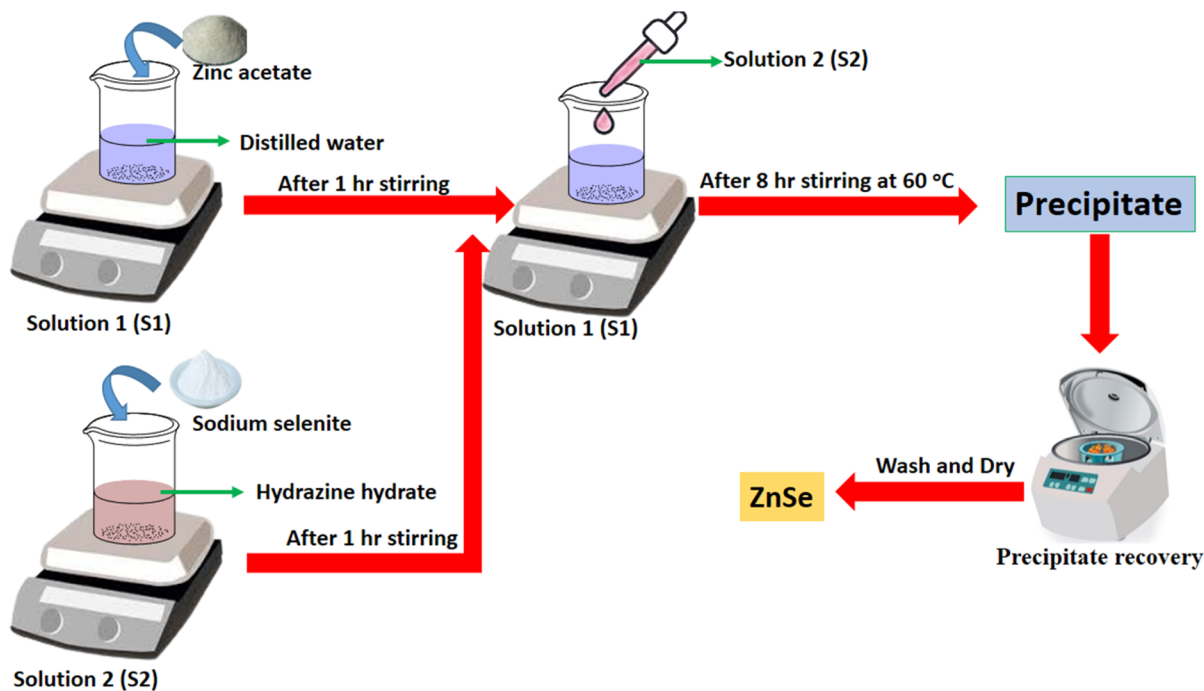 Zinc acetate
Distilled water
Solution 1 (S1)
After 1 hr stirring
Sodium selenite
Hydrazine hydrate
Solution 2 (S2)
After 1 hr stirring
Solution 2 (S2)
Solution 1 (S1)
After 8 hr stirring at 60 °C
Precipitate
Precipitate recovery
Wash and Dry
ZnSe